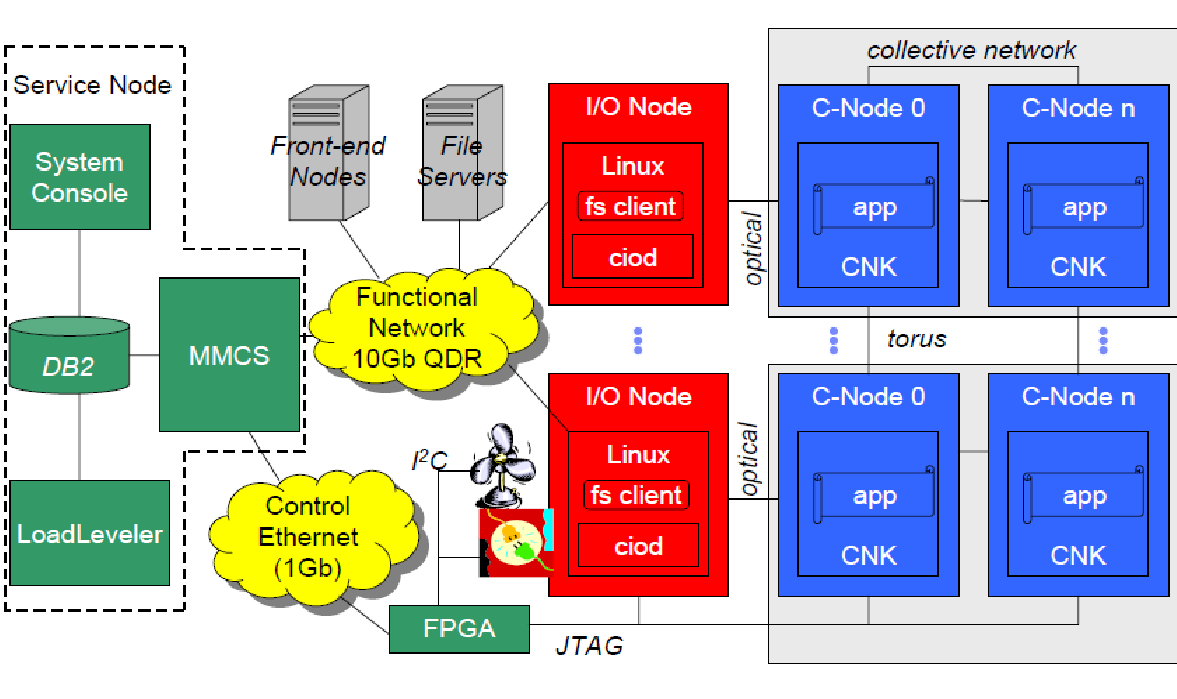 Service Node
System
Console
DB2
LoadLeveler
MMCS
Front-end
Nodes
File
Servers
Functional
Network
10Gb QDR
Control
Ethernet
(1Gb)
I²C
FPGA
JTAG
I/O Node
Linux
fs client
ciod
optical
collective network
C-Node 0
app
CNK
C-Node n
app
CNK
torus
I/O Node
Linux
fs client
ciod
optical
C-Node 0
app
CNK
C-Node n
app
CNK